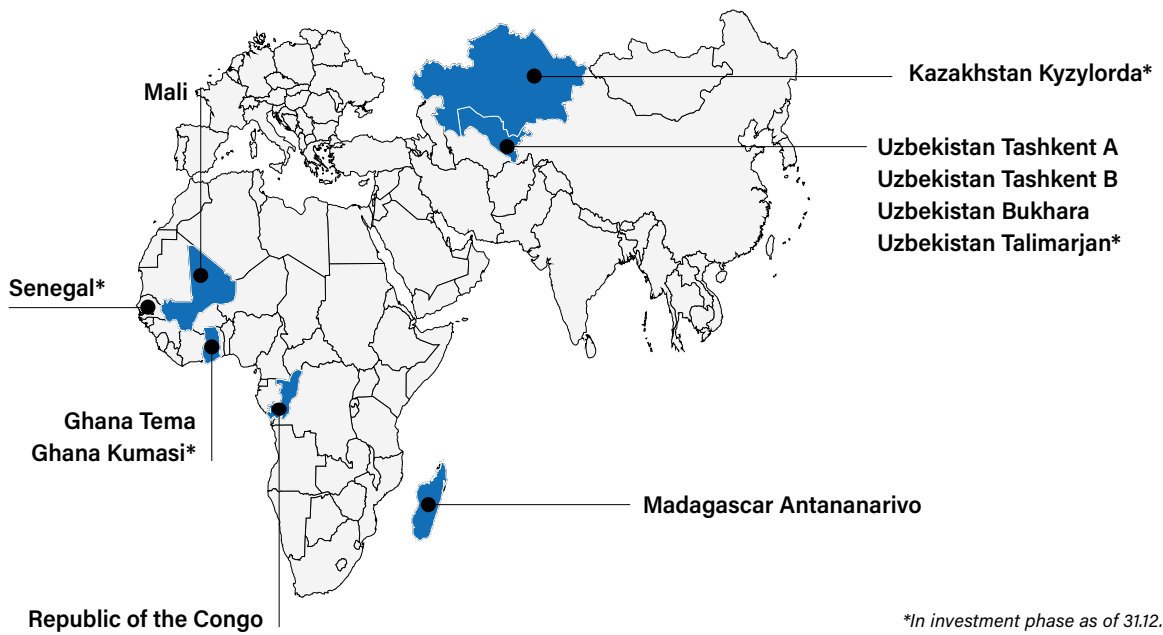 Mali
Kazakhstan Kyzylorda*
Uzbekistan Tashkent A
Uzbekistan Tashkent B
Uzbekistan Bukhara
Uzbekistan Talimarjan*
Senegal*
Ghana Tema
Ghana Kumasi*
Madagascar Antananarivo
Republic of the Congo
*In investment phase as of 31.12.